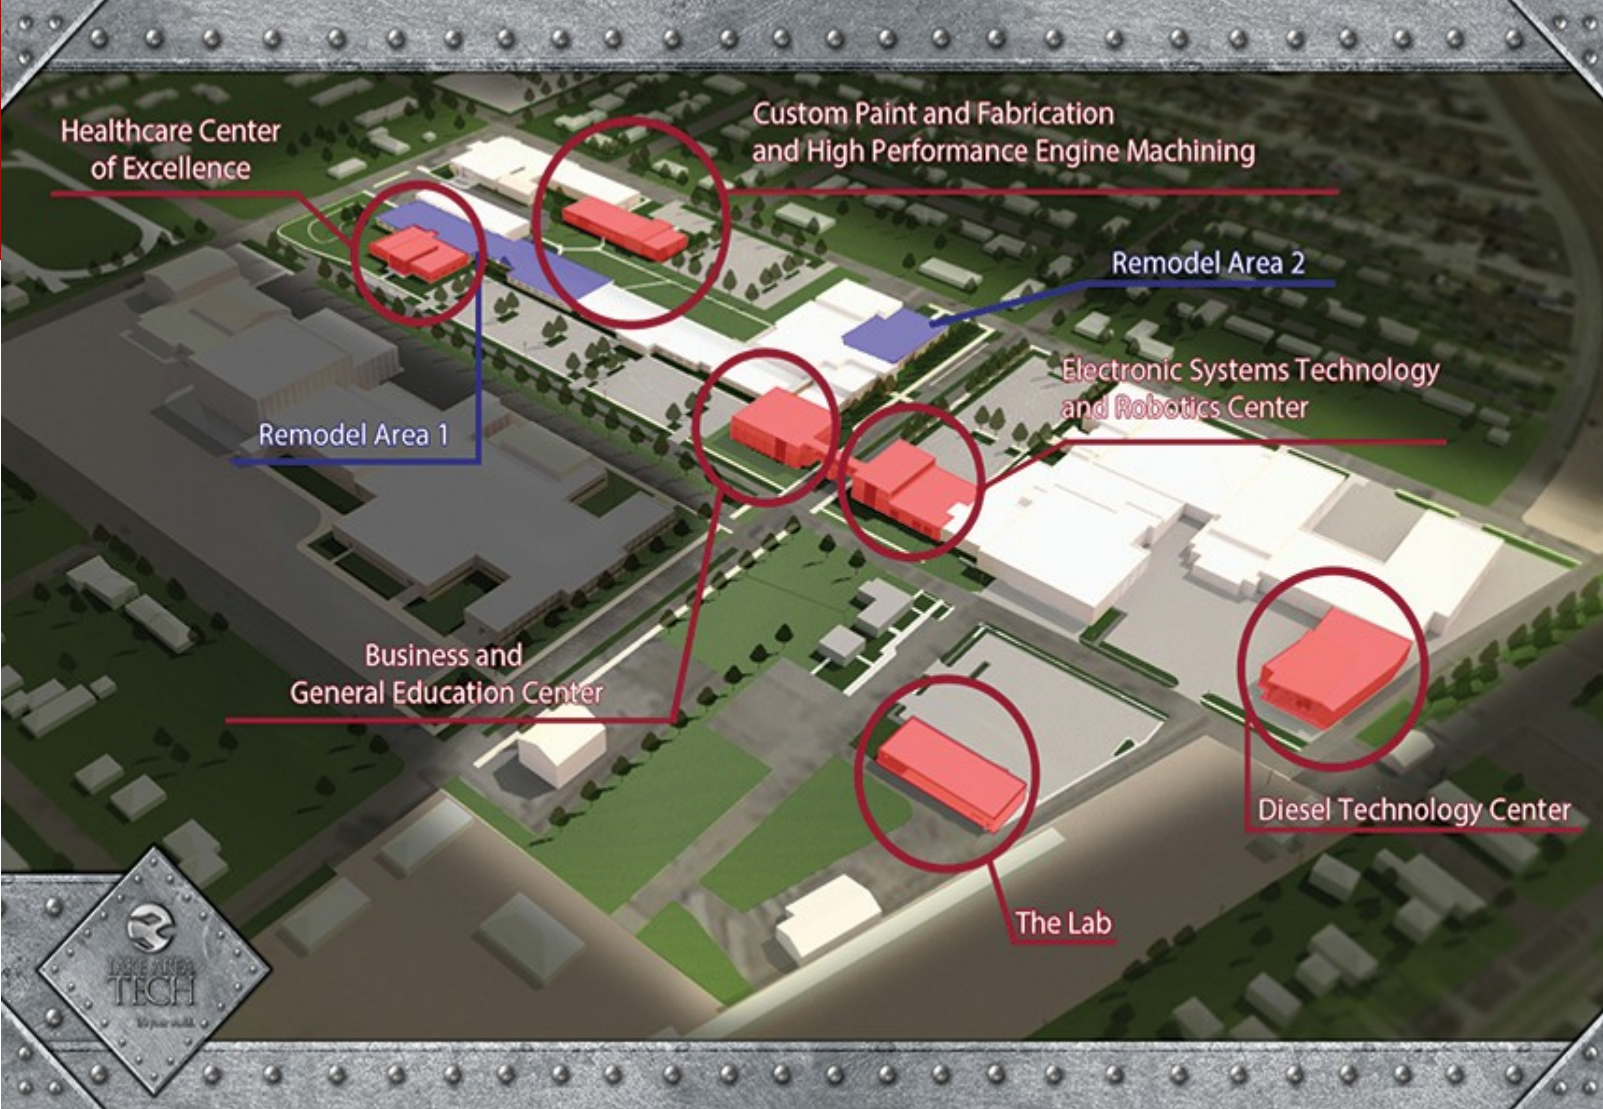 Custom Paint and Fabrication
and High Performance Engine Machining
Healthcare Center
of Excellence
Remodel Area 2
Electronic Systems Technology
and Robotics Center
Remodel Area 1
Business and
General Education Center
Diesel Technology Center
The Lab
LAKE AREA
TECH